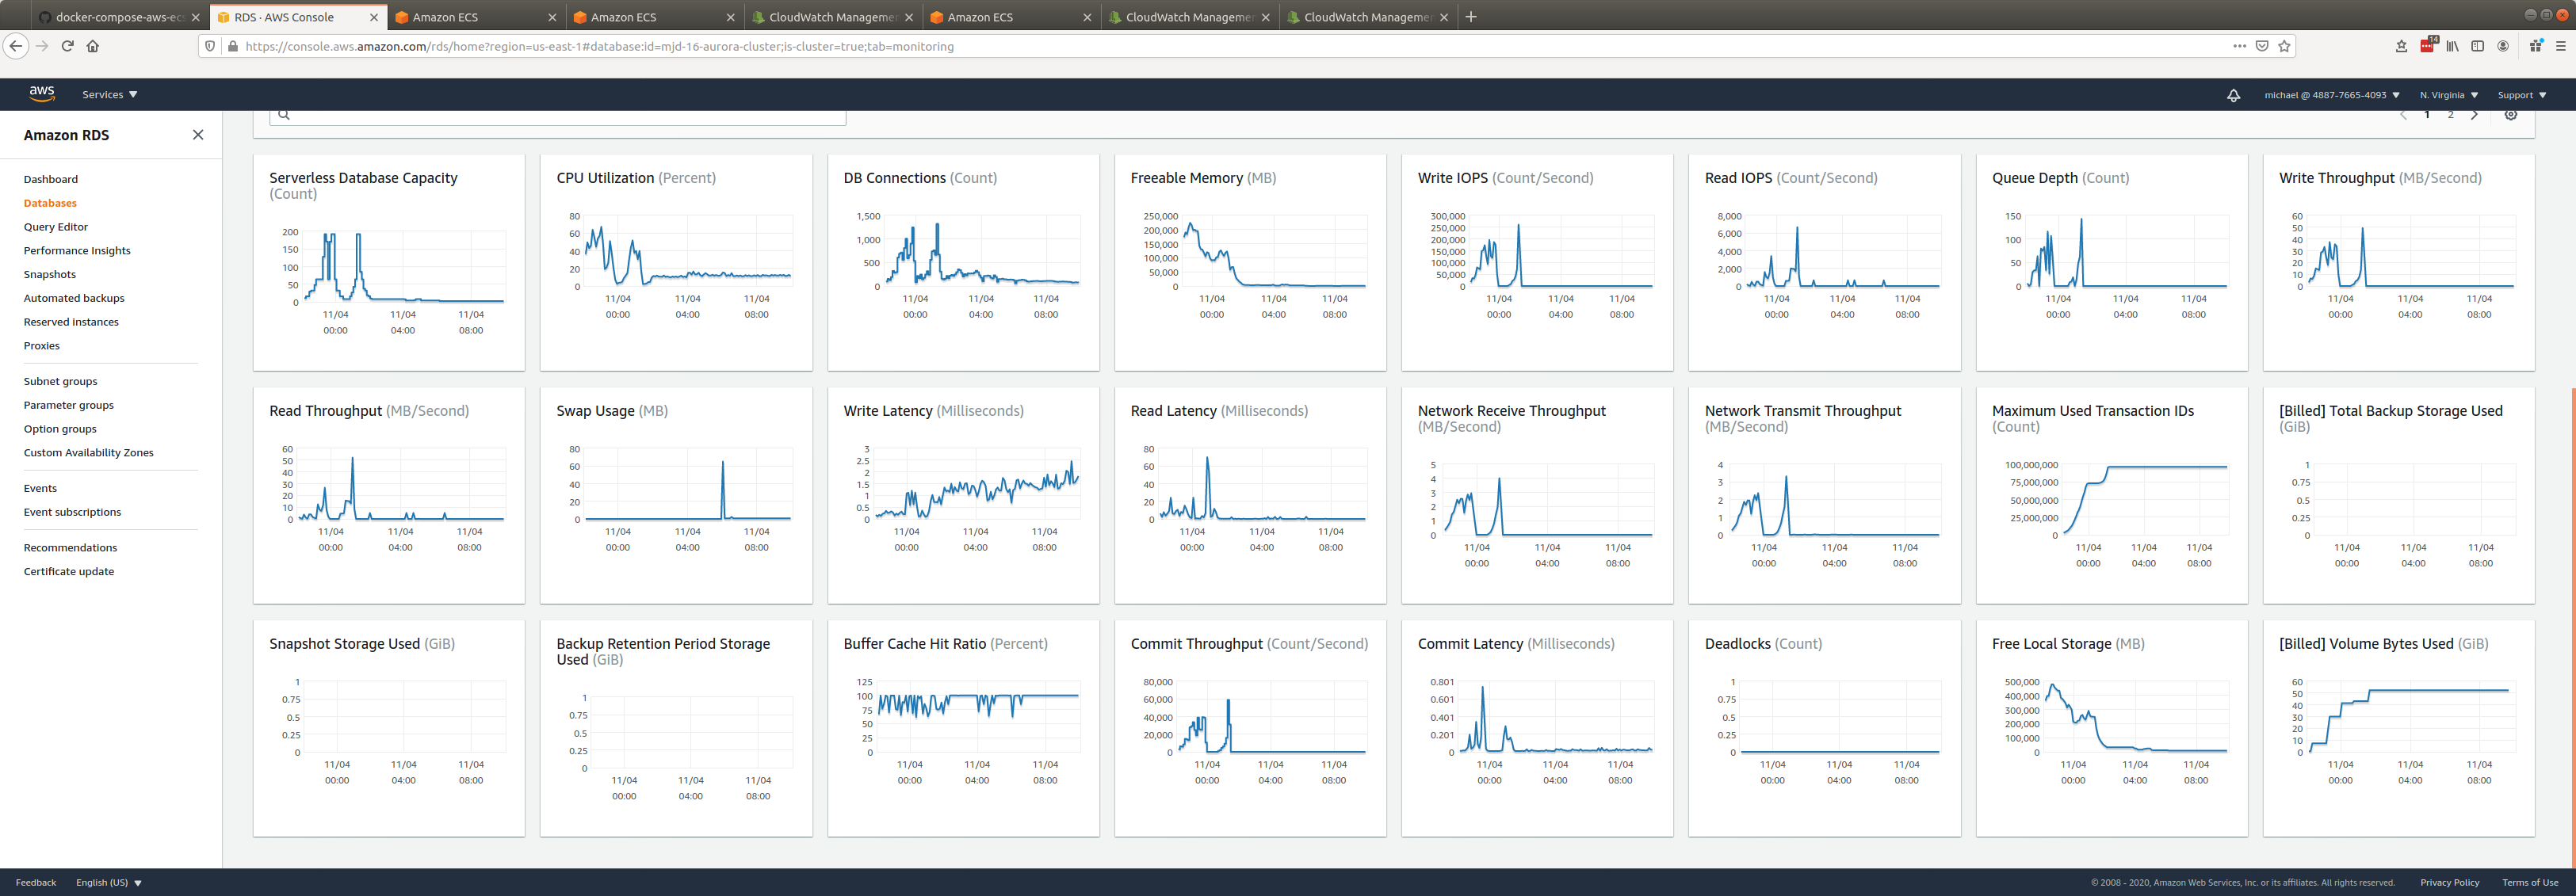 docker-compose-aws-ecs
RDS · AWS Console
Amazon ECS
Amazon ECS
CloudWatch Managemen
Amazon ECS
CloudWatch Managemen
CloudWatch Managemen
https://console.aws.amazon.com/rds/home?region=us-east-1#database:id=mjd-16-aurora-cluster;is-cluster=true;tab=monitoring
14
aws
Services
michael @ 4887-7665-4093
N. Virginia
Support
Amazon RDS
Dashboard
Databases
Query Editor
Performance Insights
Snapshots
Automated backups
Reserved instances
Proxies
Subnet groups
Parameter groups
Option groups
Custom Availability Zones
Events
Event subscriptions
Recommendations
Certificate update
1 2
Serverless Database Capacity
(Count)
200
150
100
50
0
11/04 11/04 11/04
00:00 04:00 08:00
CPU Utilization (Percent)
80
60
40
20
0
11/04 11/04 11/04
00:00 04:00 08:00
DB Connections (Count)
1,500
1,000
500
0
11/04 11/04 11/04
00:00 04:00 08:00
Freeable Memory (MB)
250,000
200,000
150,000
100,000
50,000
0
11/04 11/04 11/04
00:00 04:00 08:00
Write IOPS (Count/Second)
300,000
250,000
200,000
150,000
100,000
50,000
0
11/04 11/04 11/04
00:00 04:00 08:00
Read IOPS (Count/Second)
8,000
6,000
4,000
2,000
0
11/04 11/04 11/04
00:00 04:00 08:00
Queue Depth (Count)
150
100
50
0
11/04 11/04 11/04
00:00 04:00 08:00
Write Throughput (MB/Second)
60
50
40
30
20
10
0
11/04 11/04 11/04
00:00 04:00 08:00
Read Throughput (MB/Second)
60
50
40
30
20
10
0
11/04 11/04 11/04
00:00 04:00 08:00
Swap Usage (MB)
80
60
40
20
0
11/04 11/04 11/04
00:00 04:00 08:00
Write Latency (Milliseconds)
3
2.5
2
1.5
1
0.5
0
11/04 11/04 11/04
00:00 04:00 08:00
Read Latency (Milliseconds)
80
60
40
20
0
11/04 11/04 11/04
00:00 04:00 08:00
Network Receive Throughput
(MB/Second)
5
4
3
2
1
0
11/04 11/04 11/04
00:00 04:00 08:00
Network Transmit Throughput
(MB/Second)
4
3
2
1
0
11/04 11/04 11/04
00:00 04:00 08:00
Maximum Used Transaction IDs
(Count)
100,000,000
75,000,000
50,000,000
25,000,000
0
11/04 11/04 11/04
00:00 04:00 08:00
[Billed] Total Backup Storage Used
(GiB)
1
0.75
0.5
0.25
0
11/04 11/04 11/04
00:00 04:00 08:00
Snapshot Storage Used (GiB)
1
0.75
0.5
0.25
0
11/04 11/04 11/04
00:00 04:00 08:00
Backup Retention Period Storage
Used (GiB)
1
0.75
0.5
0.25
0
11/04 11/04 11/04
00:00 04:00 08:00
Buffer Cache Hit Ratio (Percent)
125
100
75
50
25
0
11/04 11/04 11/04
00:00 04:00 08:00
Commit Throughput (Count/Second)
80,000
60,000
40,000
20,000
0
11/04 11/04 11/04
00:00 04:00 08:00
Commit Latency (Milliseconds)
0.801
0.601
0.401
0.201
0
11/04 11/04 11/04
00:00 04:00 08:00
Deadlocks (Count)
1
0.75
0.5
0.25
0
11/04 11/04 11/04
00:00 04:00 08:00
Free Local Storage (MB)
500,000
400,000
300,000
200,000
100,000
0
11/04 11/04 11/04
00:00 04:00 08:00
[Billed] Volume Bytes Used (GiB)
60
50
40
30
20
10
0
11/04 11/04 11/04
00:00 04:00 08:00
Feedback
English (US)
© 2008 - 2020, Amazon Web Services, Inc. or its affiliates. All rights reserved.
Privacy Policy
Terms of Use